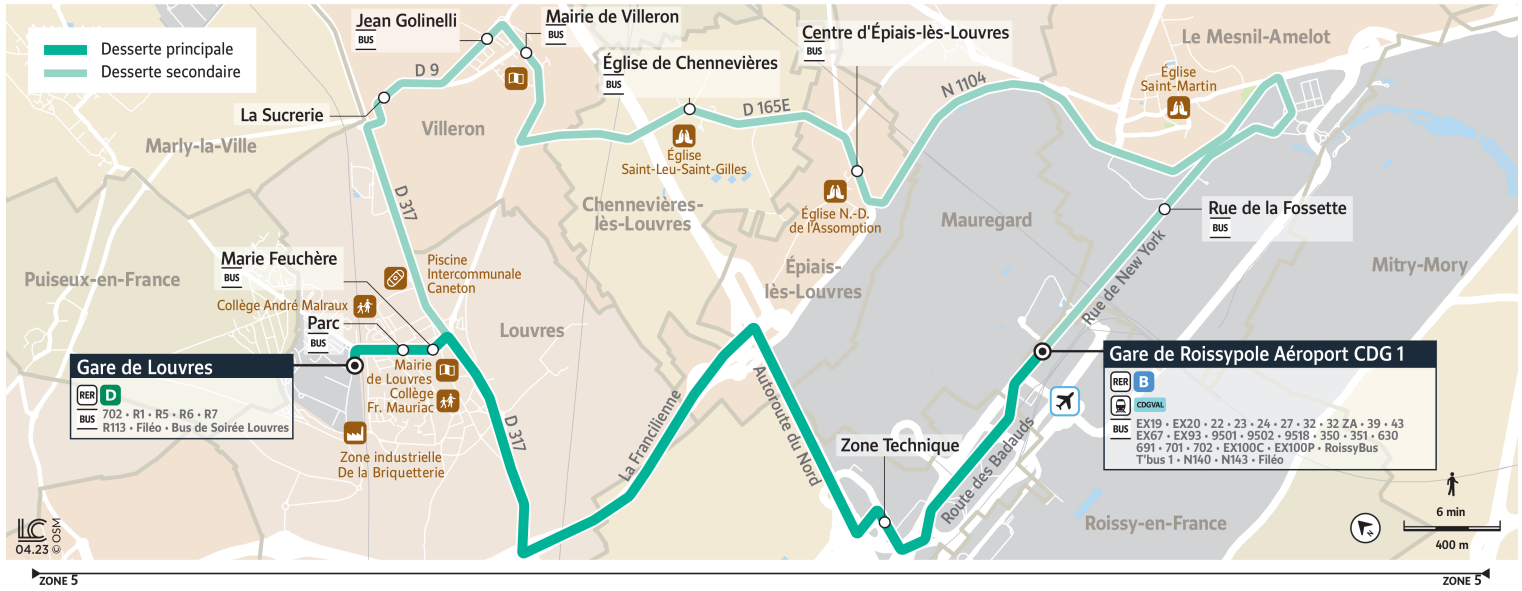 Desserte principale
Desserte secondaire
Jean Golinelli
BUS
Mairie de Villeron
BUS
Centre d'Épiais-lès-Louvres
BUS
Le Mesnil-Amelot
Église
Saint-Martin
D 9
Église de Chennevières
BUS
La Sucrerie
Villeron
D 165E
N 1104
Marly-la-Ville
Église
Saint-Leu-Saint-Gilles
D 317
Chennevières-
lès-Louvres
Église N.-D.
de l'Assomption
Mauregard
Rue de la Fossette
BUS
Puiseux-en-France
Marie Feuchère
BUS
Piscine
Intercommunale
Caneton
Épiais-
lès-Louvres
Rue de New York
Mitry-Mory
Collège André Malraux
Parc
BUS
Louvres
Gare de Louvres
RER D
BUS
702 • R1 • R5 • R6 • R7
R113 • Filéo • Bus de Soirée Louvres
Mairie
de Louvres
Collège
Fr. Mauriac
Gare de Roissypole Aéroport CDG 1
RER B
CDGVAL
BUS
EX19 • EX20 • 22 • 23 • 24 • 27 • 32 • 32 ZA • 39 • 43
EX67 • EX93 • 9501 • 9502 • 9518 • 350 • 351 • 630
691 • 701 • 702 • EX100C • EX100P • RoissyBus
T'bus 1 • N140 • N143 • Filéo
Zone industrielle
De la Briquetterie
D 317
La Francilienne
Autoroute du Nord
Zone Technique
Route des Badauds
Roissy-en-France
6 min
400 m
LC
04.23
© OSM
ZONE 5
ZONE 5